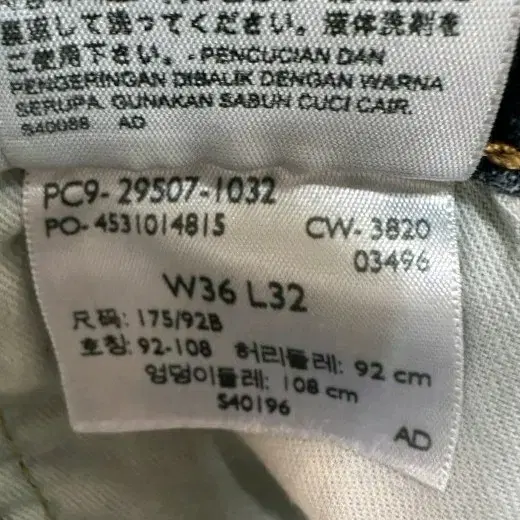 裏返して洗ってください。液体洗剤を
ご使用下さい。- PENCUCIAN DAN
PENGERINGAN DIBALIK DENGAN WARNA
SERUPA. GUNAKAN SABUN CUCI CAIR.
S40088 AD
PC9-29507-1032
PO-4531014815 CW-3820
03496
W36 L32
尺码: 175/92B
호칭: 92-108 허리둘레: 92 cm
엉덩이둘레: 108 cm
S40196
AD